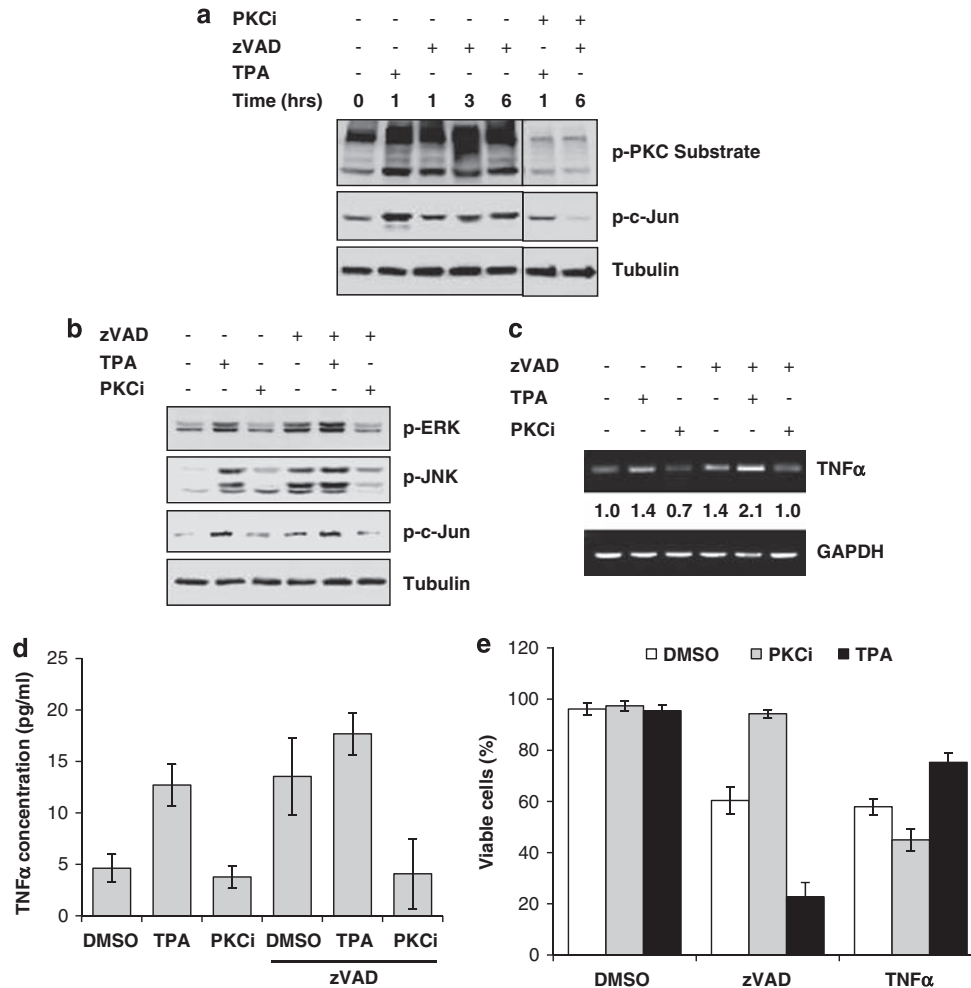 a
PKCi - - - - - + +
zVAD - - + + + - +
TPA - + - - - + -
Time (hrs) 0 1 1 3 6 1 6
p-PKC Substrate
p-c-Jun
Tubulin
b
zVAD - - - + + +
TPA - + - - + -
PKCi - - + - - +
p-ERK
p-JNK
p-c-Jun
Tubulin
c
zVAD - - - + + +
TPA - + - - + -
PKCi - - + - - +
TNFα
1.0 1.4 0.7 1.4 2.1 1.0
GAPDH
d
TNFα concentration (pg/ml)
25
20
15
10
5
0
DMSO TPA PKCi DMSO TPA PKCi
zVAD
e
Viable cells (%)
120
100
80
60
40
20
0
DMSO PKCi TPA
DMSO zVAD TNFα